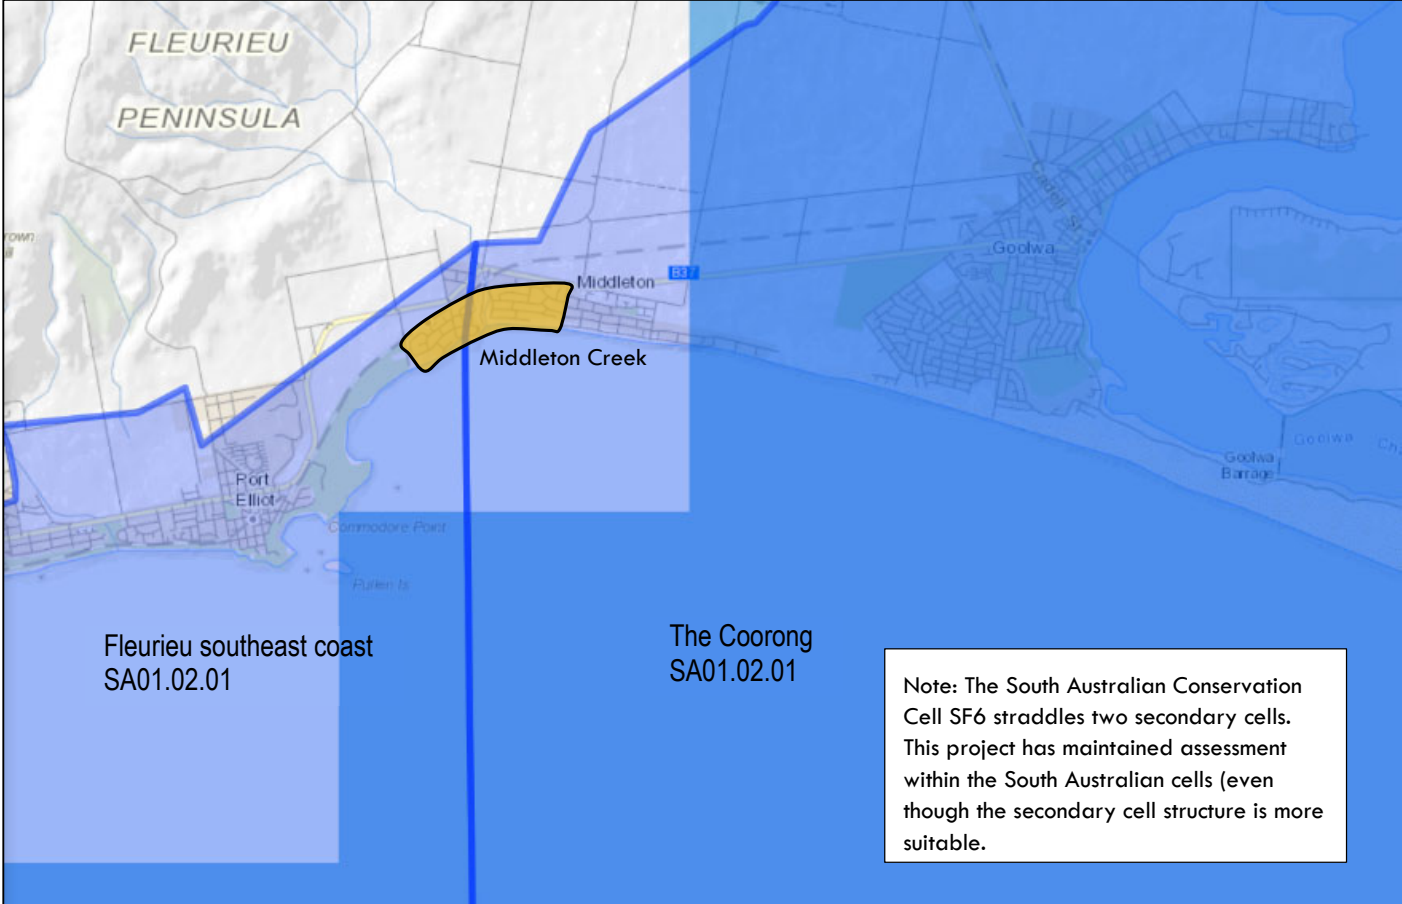 FLEURIEU
PENINSULA
Cadell St
Goolwa
B37
Middleton
Middleton Creek
Port
Elliot
Goolwa
Barrage
Goolwa
Commodore Point
Pullen Is
Fleurieu southeast coast
SA01.02.01
The Coorong
SA01.02.01
Note: The South Australian Conservation
Cell SF6 straddles two secondary cells.
This project has maintained assessment
within the South Australian cells (even
though the secondary cell structure is more
suitable.